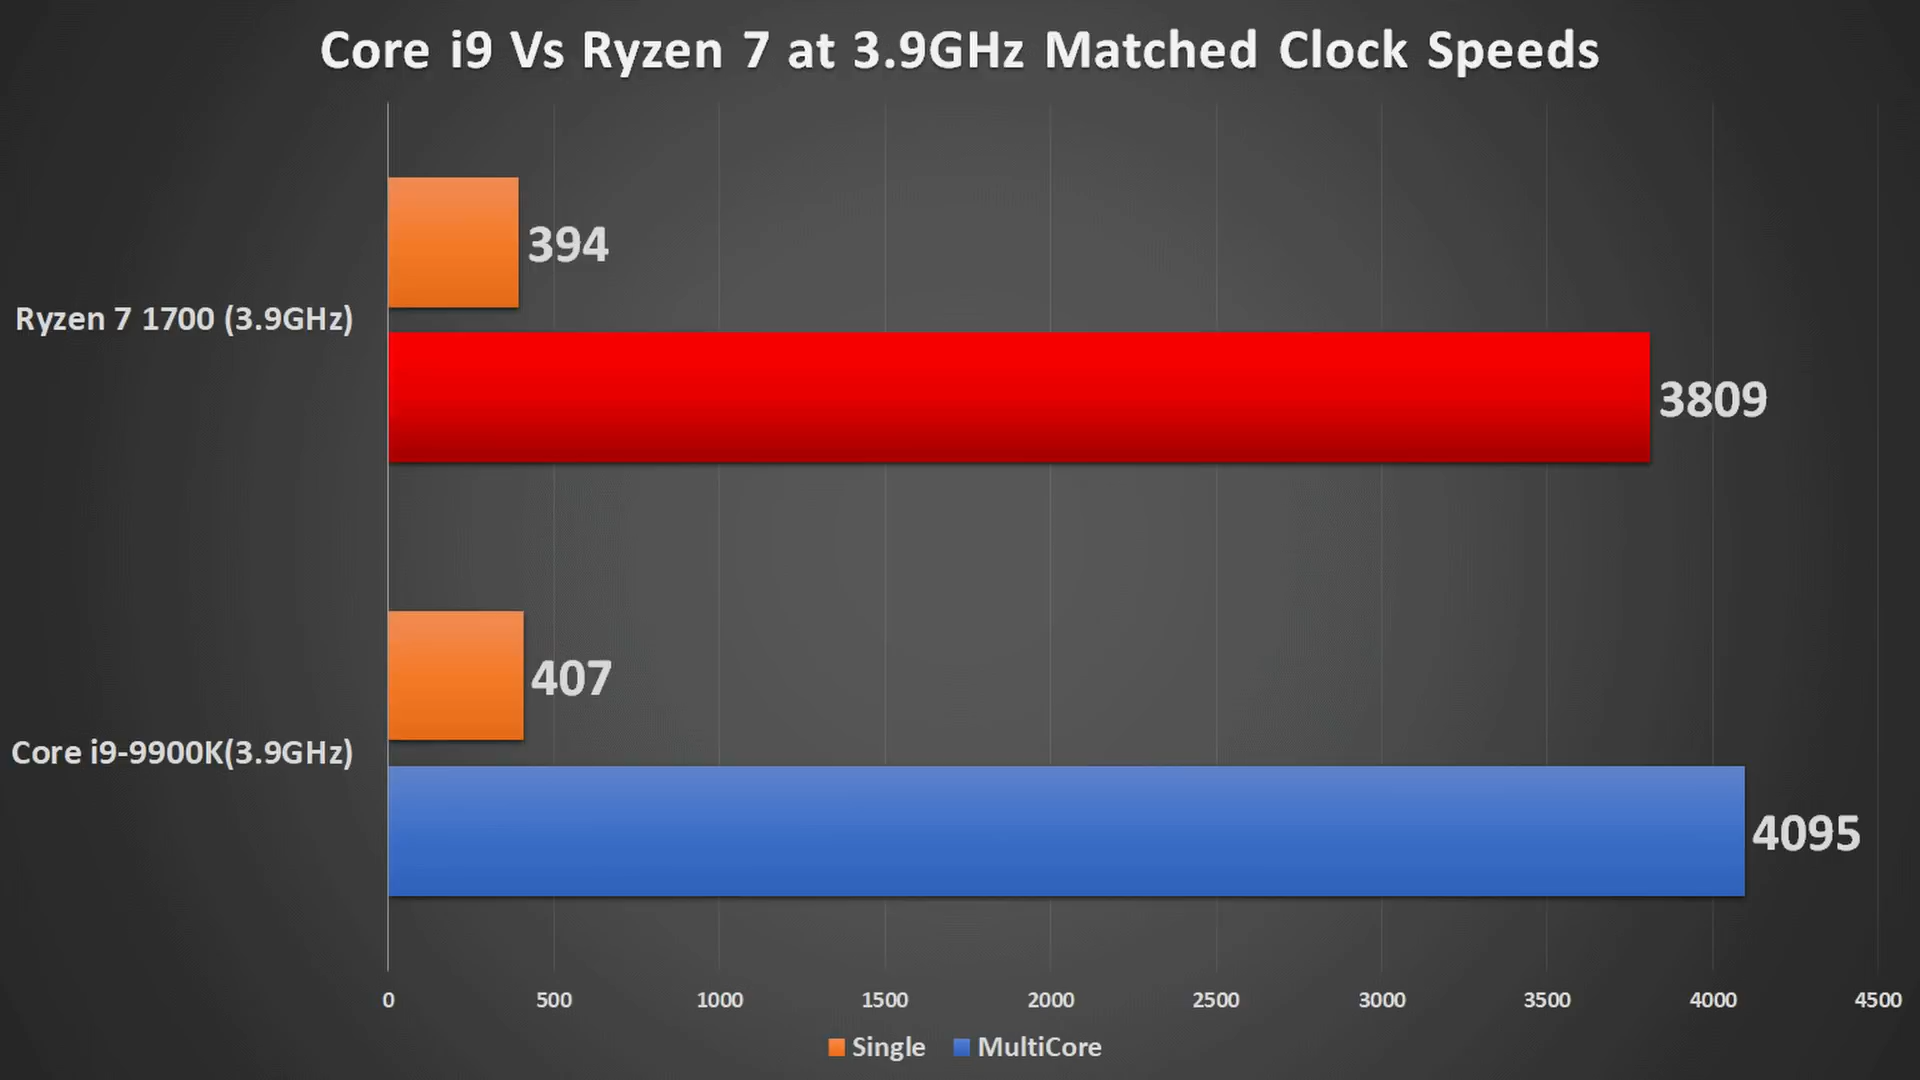 Core i9 Vs Ryzen 7 at 3.9GHz Matched Clock Speeds
394
Ryzen 7 1700 (3.9GHz)
3809
407
Core i9-9900K(3.9GHz)
4095
0 500 1000 1500 2000 2500 3000 3500 4000 4500
Single MultiCore